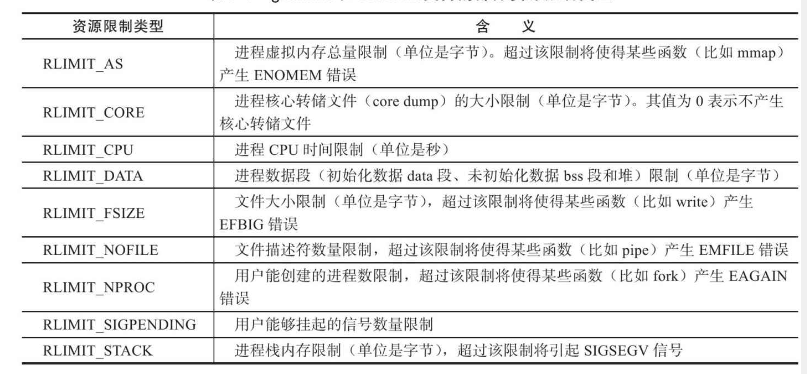 资源限制类型 含 义
RLIMIT_AS 进程虚拟内存总量限制（单位是字节）。超过该限制将使得某些函数（比如 mmap）
产生 ENOMEM 错误
RLIMIT_CORE 进程核心转储文件（core dump）的大小限制（单位是字节）。其值为 0 表示不产生
核心转储文件
RLIMIT_CPU 进程 CPU 时间限制（单位是秒）
RLIMIT_DATA 进程数据段（初始化数据 data 段、未初始化数据 bss 段和堆）限制（单位是字节）
RLIMIT_FSIZE 文件大小限制（单位是字节），超过该限制将使得某些函数（比如 write）产生
EFBIG 错误
RLIMIT_NOFILE 文件描述符数量限制，超过该限制将使得某些函数（比如 pipe）产生 EMFILE 错误
RLIMIT_NPROC 用户能创建的进程数限制，超过该限制将使得某些函数（比如 fork）产生 EAGAIN
错误
RLIMIT_SIGPENDING 用户能够挂起的信号数量限制
RLIMIT_STACK 进程栈内存限制（单位是字节），超过该限制将引起 SIGSEGV 信号